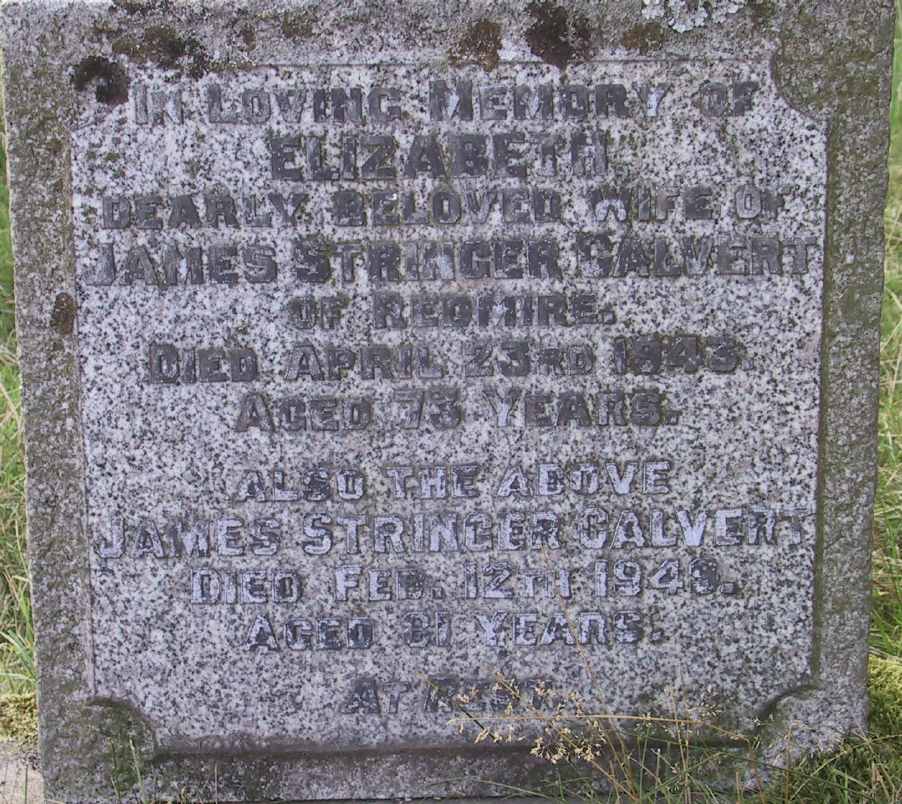 In Loving Memory of
ELIZABETH
DEARLY BELOVED WIFE OF
JAMES STRINGER CALVERT
OF REDMIRE.
DIED APRIL 23RD 1943.
AGED 73 YEARS.
ALSO THE ABOVE
JAMES STRINGER CALVERT
DIED FEB. 12TH 1949.
AGED 81 YEARS.
AT REST.